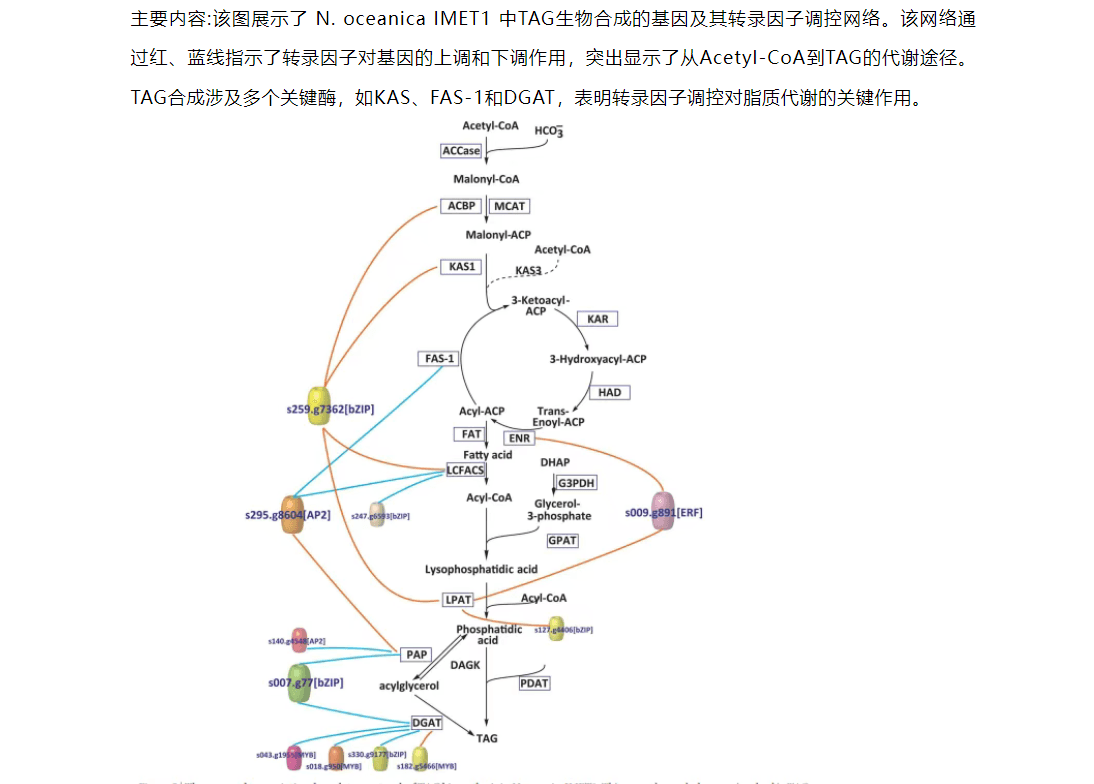 主要内容:该图展示了 N. oceanica IMET1 中TAG生物合成的基因及其转录因子调控网络。该网络通
过红、蓝线指示了转录因子对基因的上调和下调作用，突出显示了从Acetyl-CoA到TAG的代谢途径。
TAG合成涉及多个关键酶，如KAS、FAS-1和DGAT，表明转录因子调控对脂质代谢的关键作用。
Acetyl-CoA
HCO3̄
ACCase
Malonyl-CoA
ACBP
MCAT
Malonyl-ACP
Acetyl-CoA
KAS1
KAS3
3-Ketoacyl-
ACP
KAR
FAS-1
3-Hydroxyacyl-ACP
HAD
s259.g7362[bZIP]
Acyl-ACP
Trans-
Enoyl-ACP
FAT
ENR
Fatty acid
LCFACS
DHAP
G3PDH
Acyl-CoA
Glycerol-
3-phosphate
s295.g8604[AP2]
s247.g6593[bZIP]
s009.g891[ERF]
GPAT
Lysophosphatidic acid
LPAT
Acyl-CoA
Phosphatidic
acid
s127.g4406[bZIP]
s140.g4548[AP2]
PAP
DAGK
s007.g77[bZIP]
acylglycerol
PDAT
DGAT
TAG
s043.g1955[MYB]
s330.g9177[bZIP]
s018.g950[MYB]
s182.g5466[MYB]